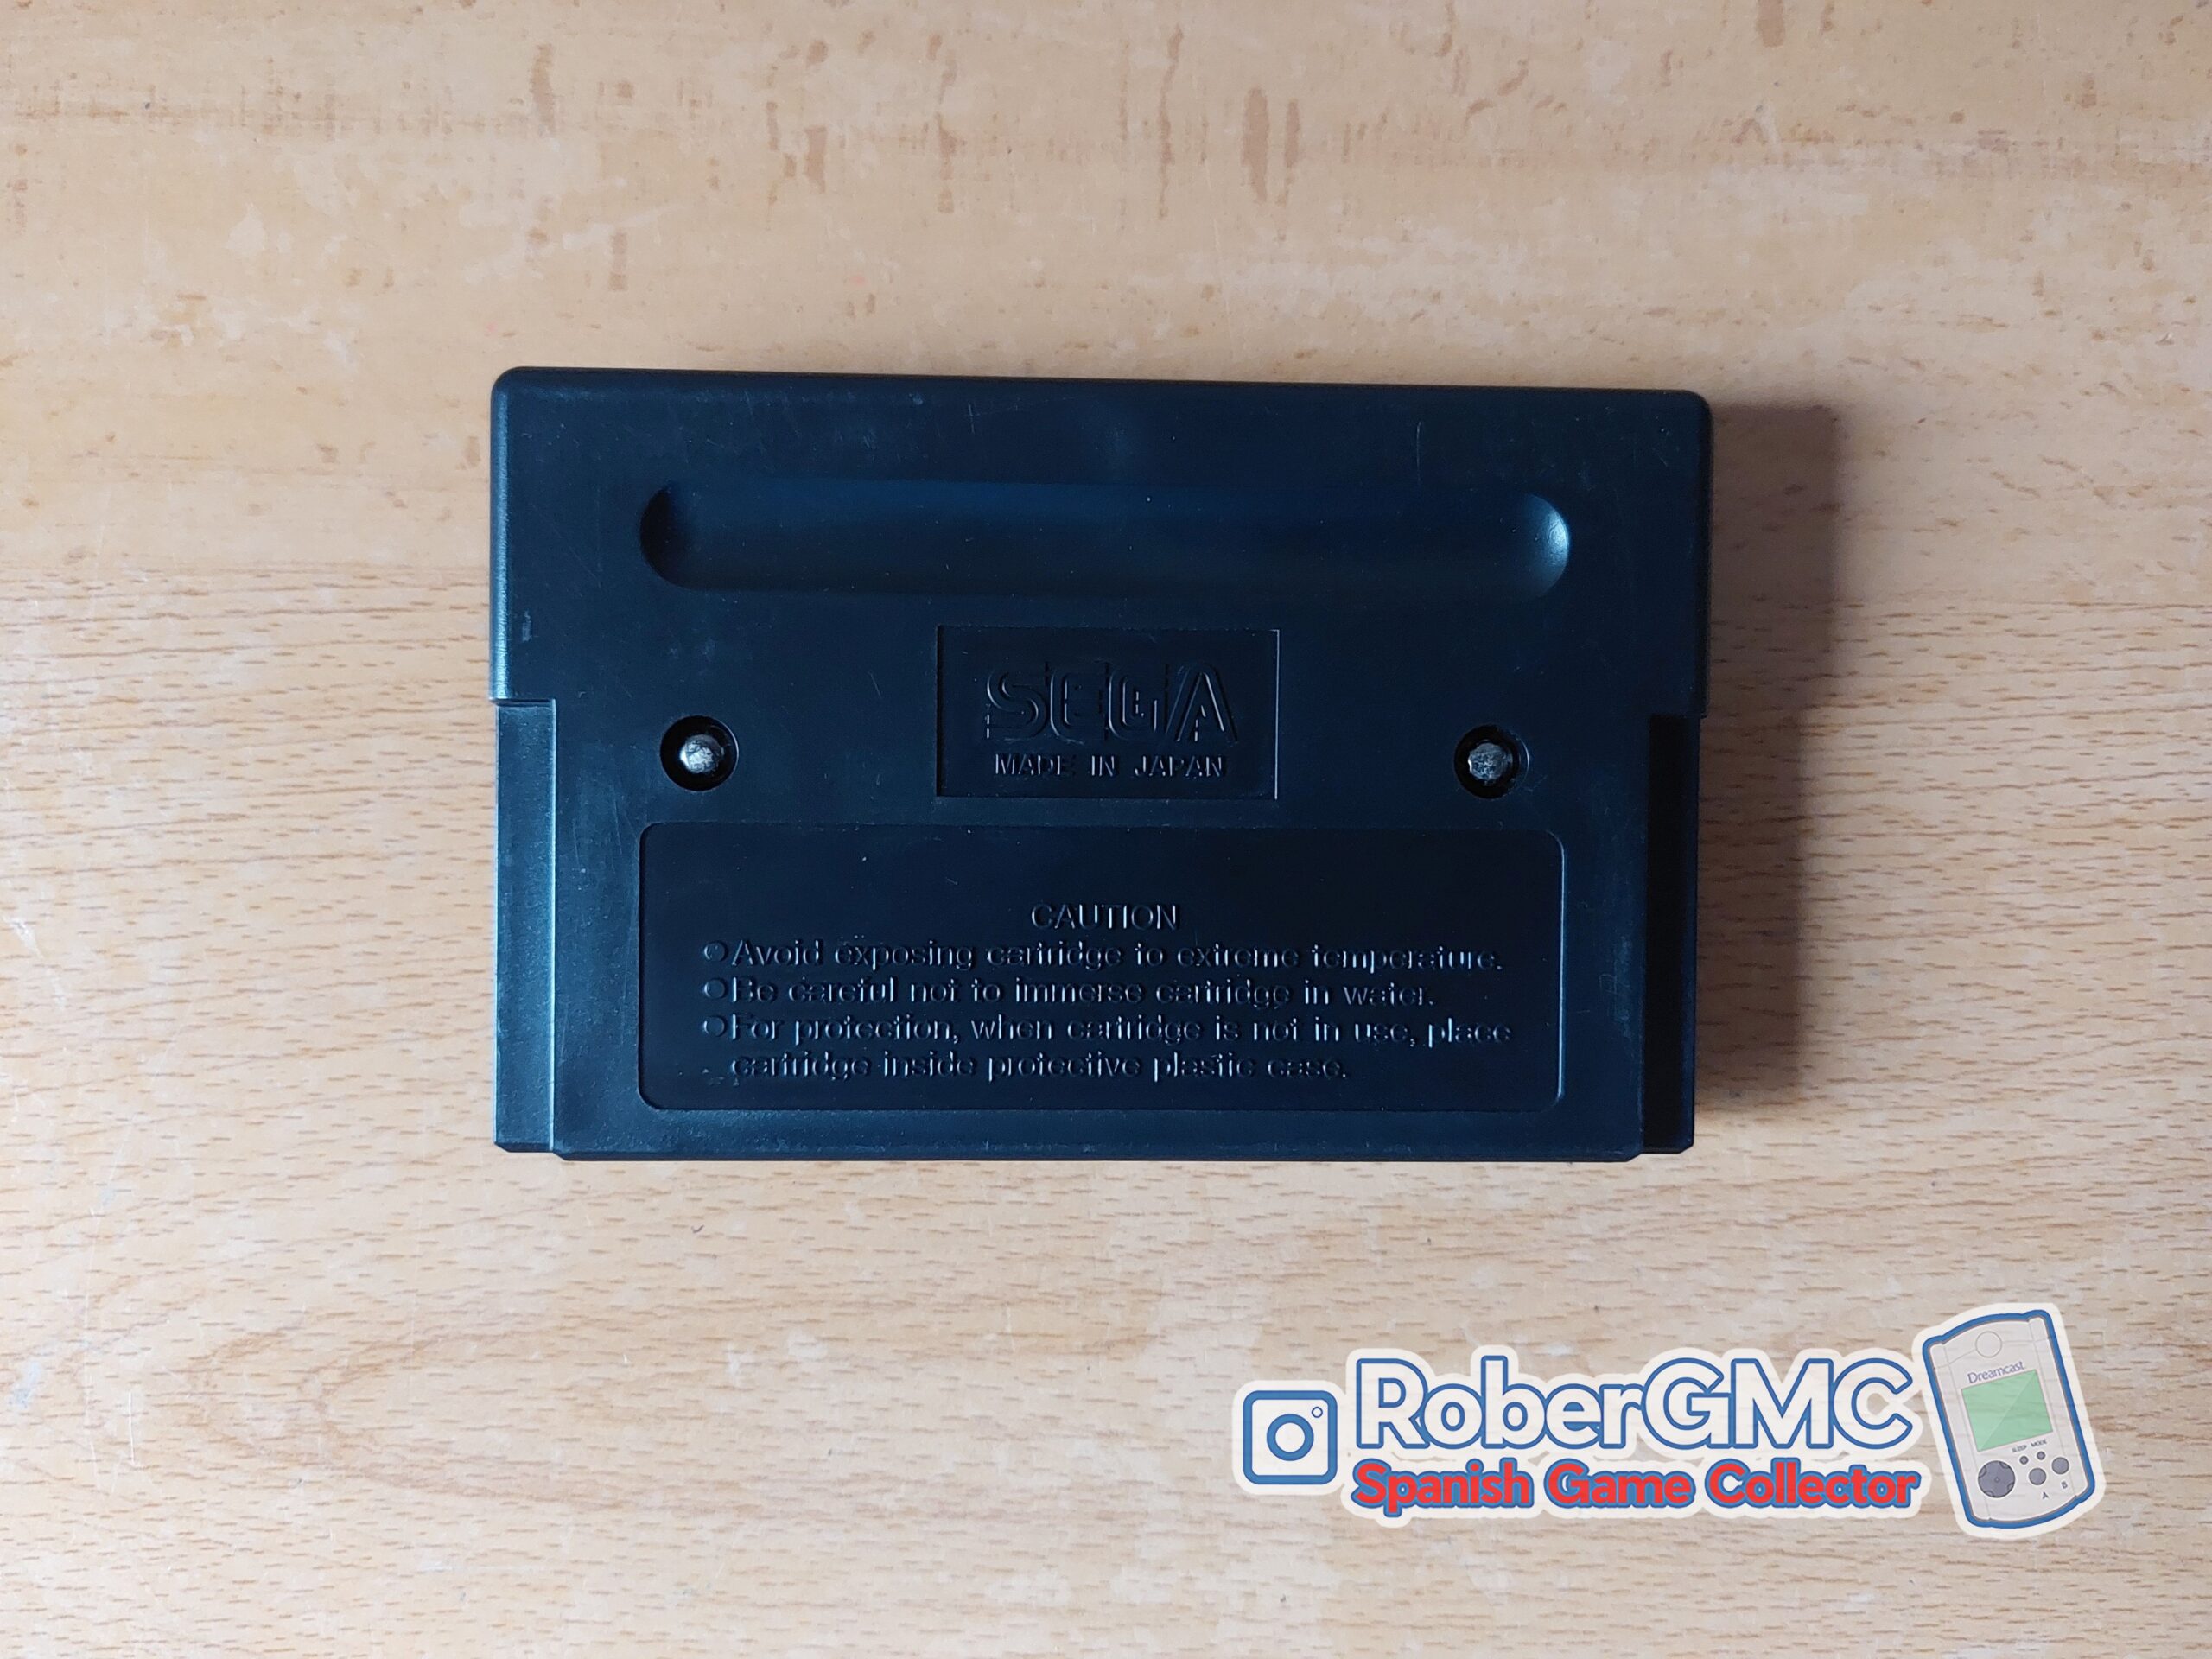 SEGA
MADE IN JAPAN
CAUTION
Avoid exposing cartridge to extreme temperature.
Be careful not to immerse cartridge in water.
For protection, when cartridge is not in use, place
cartridge inside protective plastic case.
RoberGMC
Spanish Game Collector
Dreamcast
SLEEP MODE
A B